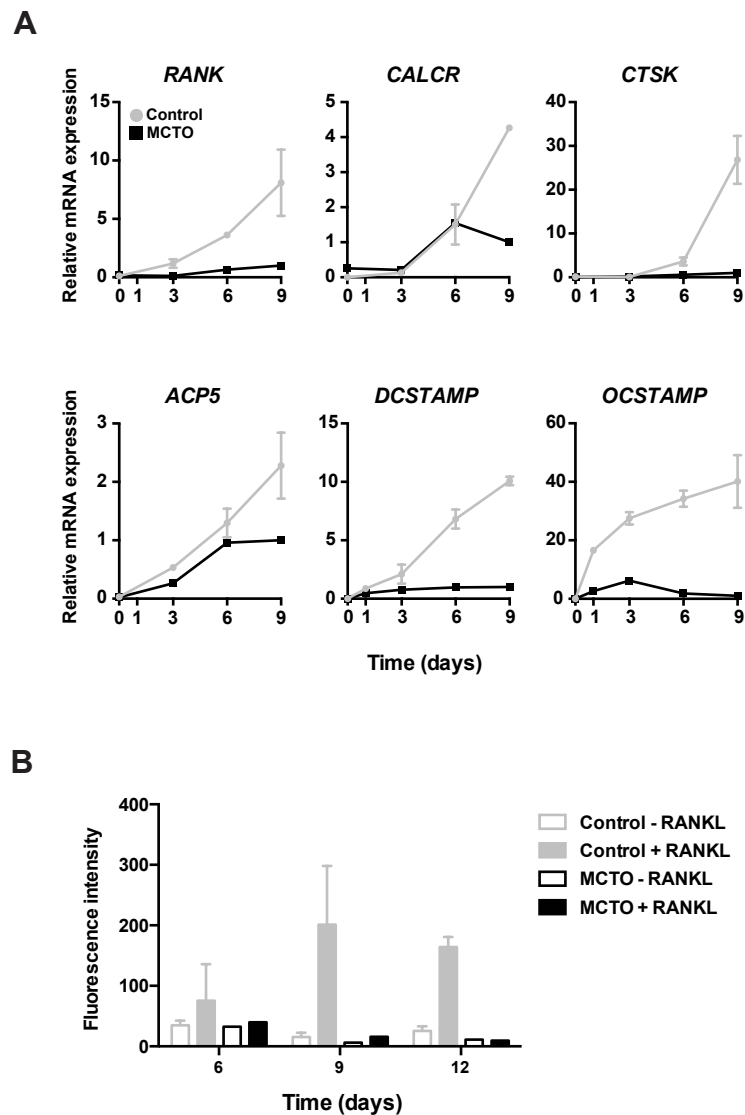 A
RANK
CALCR
CTSK
Relative mRNA expression
15
10
5
0
Control
MCTO
0 1 3 6 9
5
4
3
2
1
0
0 1 3 6 9
40
30
20
10
0
0 1 3 6 9
ACP5
DCSTAMP
OCSTAMP
Relative mRNA expression
3
2
1
0
0 1 3 6 9
15
10
5
0
0 1 3 6 9
60
40
20
0
0 1 3 6 9
Time (days)
B
Fluorescence intensity
400
300
200
100
0
6 9 12
Time (days)
Control - RANKL
Control + RANKL
MCTO - RANKL
MCTO + RANKL